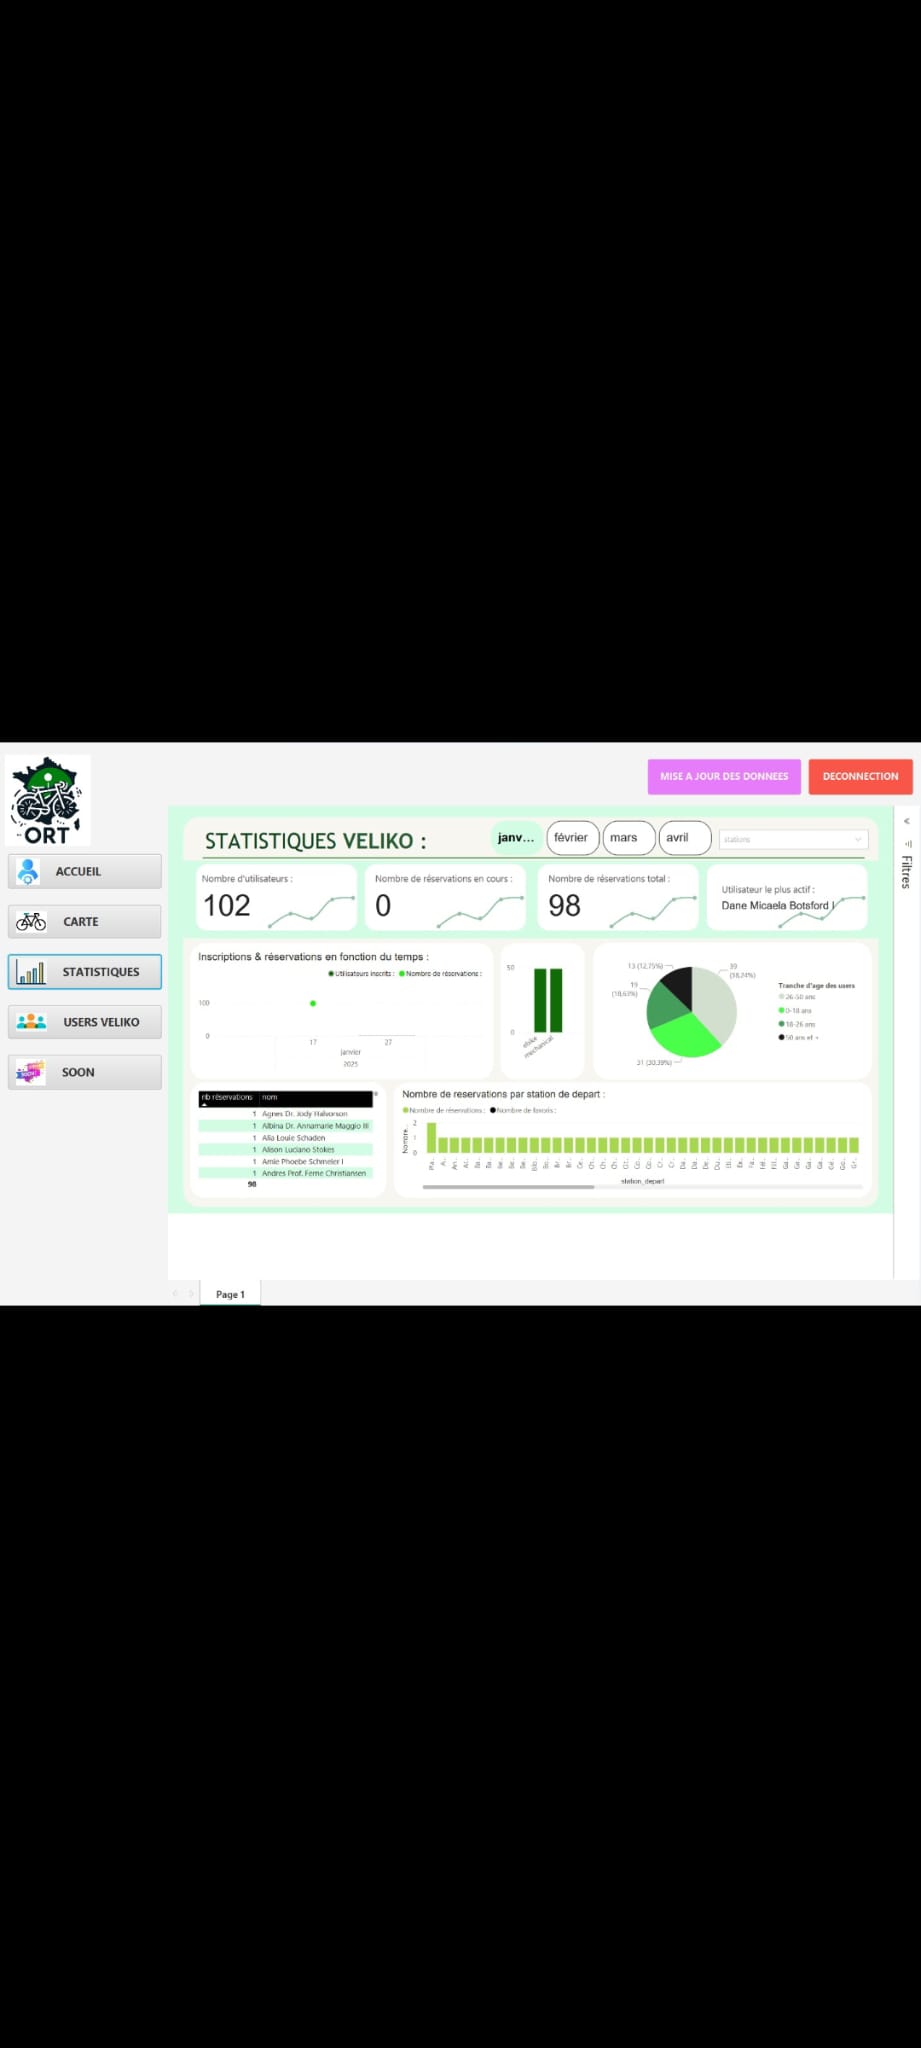 ORT
MISE A JOUR DES DONNEES
DECONNECTION
ACCUEIL
CARTE
STATISTIQUES
USERS VELIKO
SOON
STATISTIQUES VELIKO :
janv...
février
mars
avril
stations
Filtres
Nombre d'utilisateurs :
102
Nombre de réservations en cours :
0
Nombre de réservations total :
98
Utilisateur le plus actif :
Dane Micaela Botsford I
Inscriptions & réservations en fonction du temps :
Utilisateurs inscrits :
Nombre de réservations :
100
0
17
27
janvier
2025
50
0
ebike
mechanical
13 (12,75%)
39
(38,24%)
19
(18,63%)
31 (30,39%)
Tranche d'age des users
26-50 ans
0-18 ans
18-26 ans
50 ans et +
nb réservations nom
1 Agnes Dr. Jody Halvorson
1 Albina Dr. Annamarie Maggio III
1 Alia Louie Schaden
1 Alison Luciano Stokes
1 Amie Phoebe Schmeler I
1 Andres Prof. Ferne Christiansen
98
Nombre de reservations par station de depart :
Nombre de réservations :
Nombre de favoris :
Nombre...
2
1
0
station_depart
Page 1